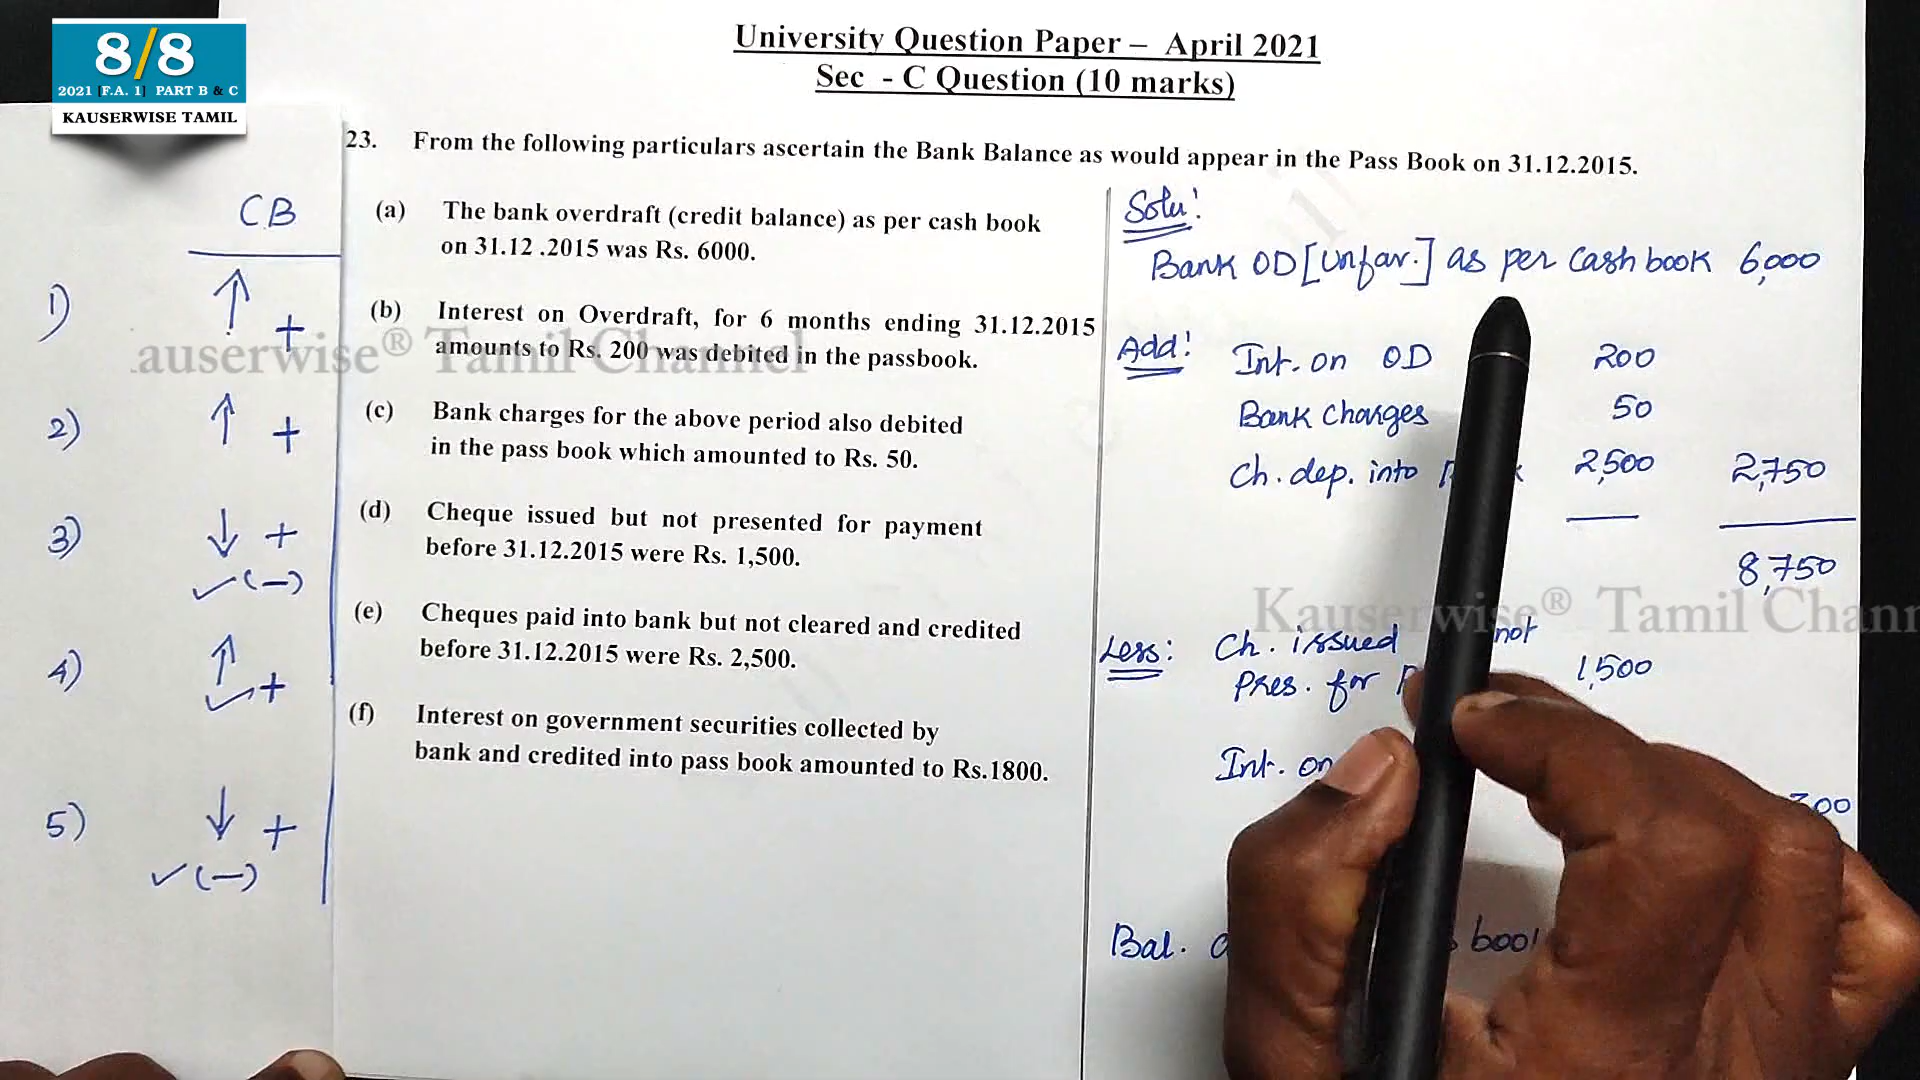 8/8
2021 [F.A. 1] PART B & C
KAUSERWISE TAMIL
University Question Paper – April 2021
Sec - C Question (10 marks)
23. From the following particulars ascertain the Bank Balance as would appear in the Pass Book on 31.12.2015.
(a) The bank overdraft (credit balance) as per cash book
on 31.12 .2015 was Rs. 6000.
(b) Interest on Overdraft, for 6 months ending 31.12.2015
amounts to Rs. 200 was debited in the passbook.
(c) Bank charges for the above period also debited
in the pass book which amounted to Rs. 50.
(d) Cheque issued but not presented for payment
before 31.12.2015 were Rs. 1,500.
(e) Cheques paid into bank but not cleared and credited
before 31.12.2015 were Rs. 2,500.
(f) Interest on government securities collected by
bank and credited into pass book amounted to Rs.1800.
CB
1) ↑ +
2) ↑ +
3) ↓ +
✓(−)
4) ↑
✓+
5) ↓ +
✓(−)
Solu:
Bank OD [Unfav.] as per Cash book 6,000
Add: Int. on OD 200
Bank Charges 50
Ch. dep. into 2,500 2,750
8,750
Less: Ch. issued not
Pres. for 1,500
Int. on
Bal.
auserwise® Tamil Channel
Kauserwise® Tamil Chann